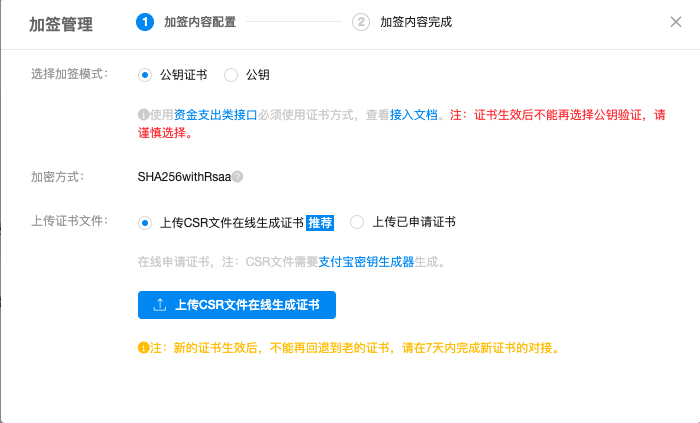 加签管理 1 加签内容配置 2 加签内容完成
选择加签模式： 公钥证书 公钥
使用资金支出类接口必须使用证书方式，查看接入文档。注：证书生效后不能再选择公钥验证，请
谨慎选择。
加密方式： SHA256withRsaa
上传证书文件： 上传CSR文件在线生成证书 推荐 上传已申请证书
在线申请证书，注：CSR文件需要支付宝密钥生成器生成。
上传CSR文件在线生成证书
注：新的证书生效后，不能再回退到老的证书，请在7天内完成新证书的对接。